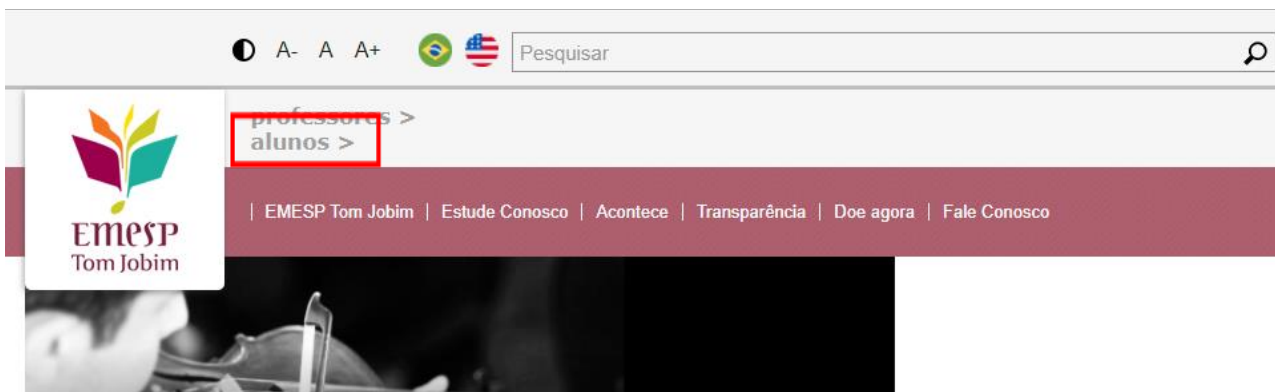 A- A A+ Pesquisar
professores >
alunos >
EMESP
Tom Jobim
| EMESP Tom Jobim | Estude Conosco | Acontece | Transparência | Doe agora | Fale Conosco